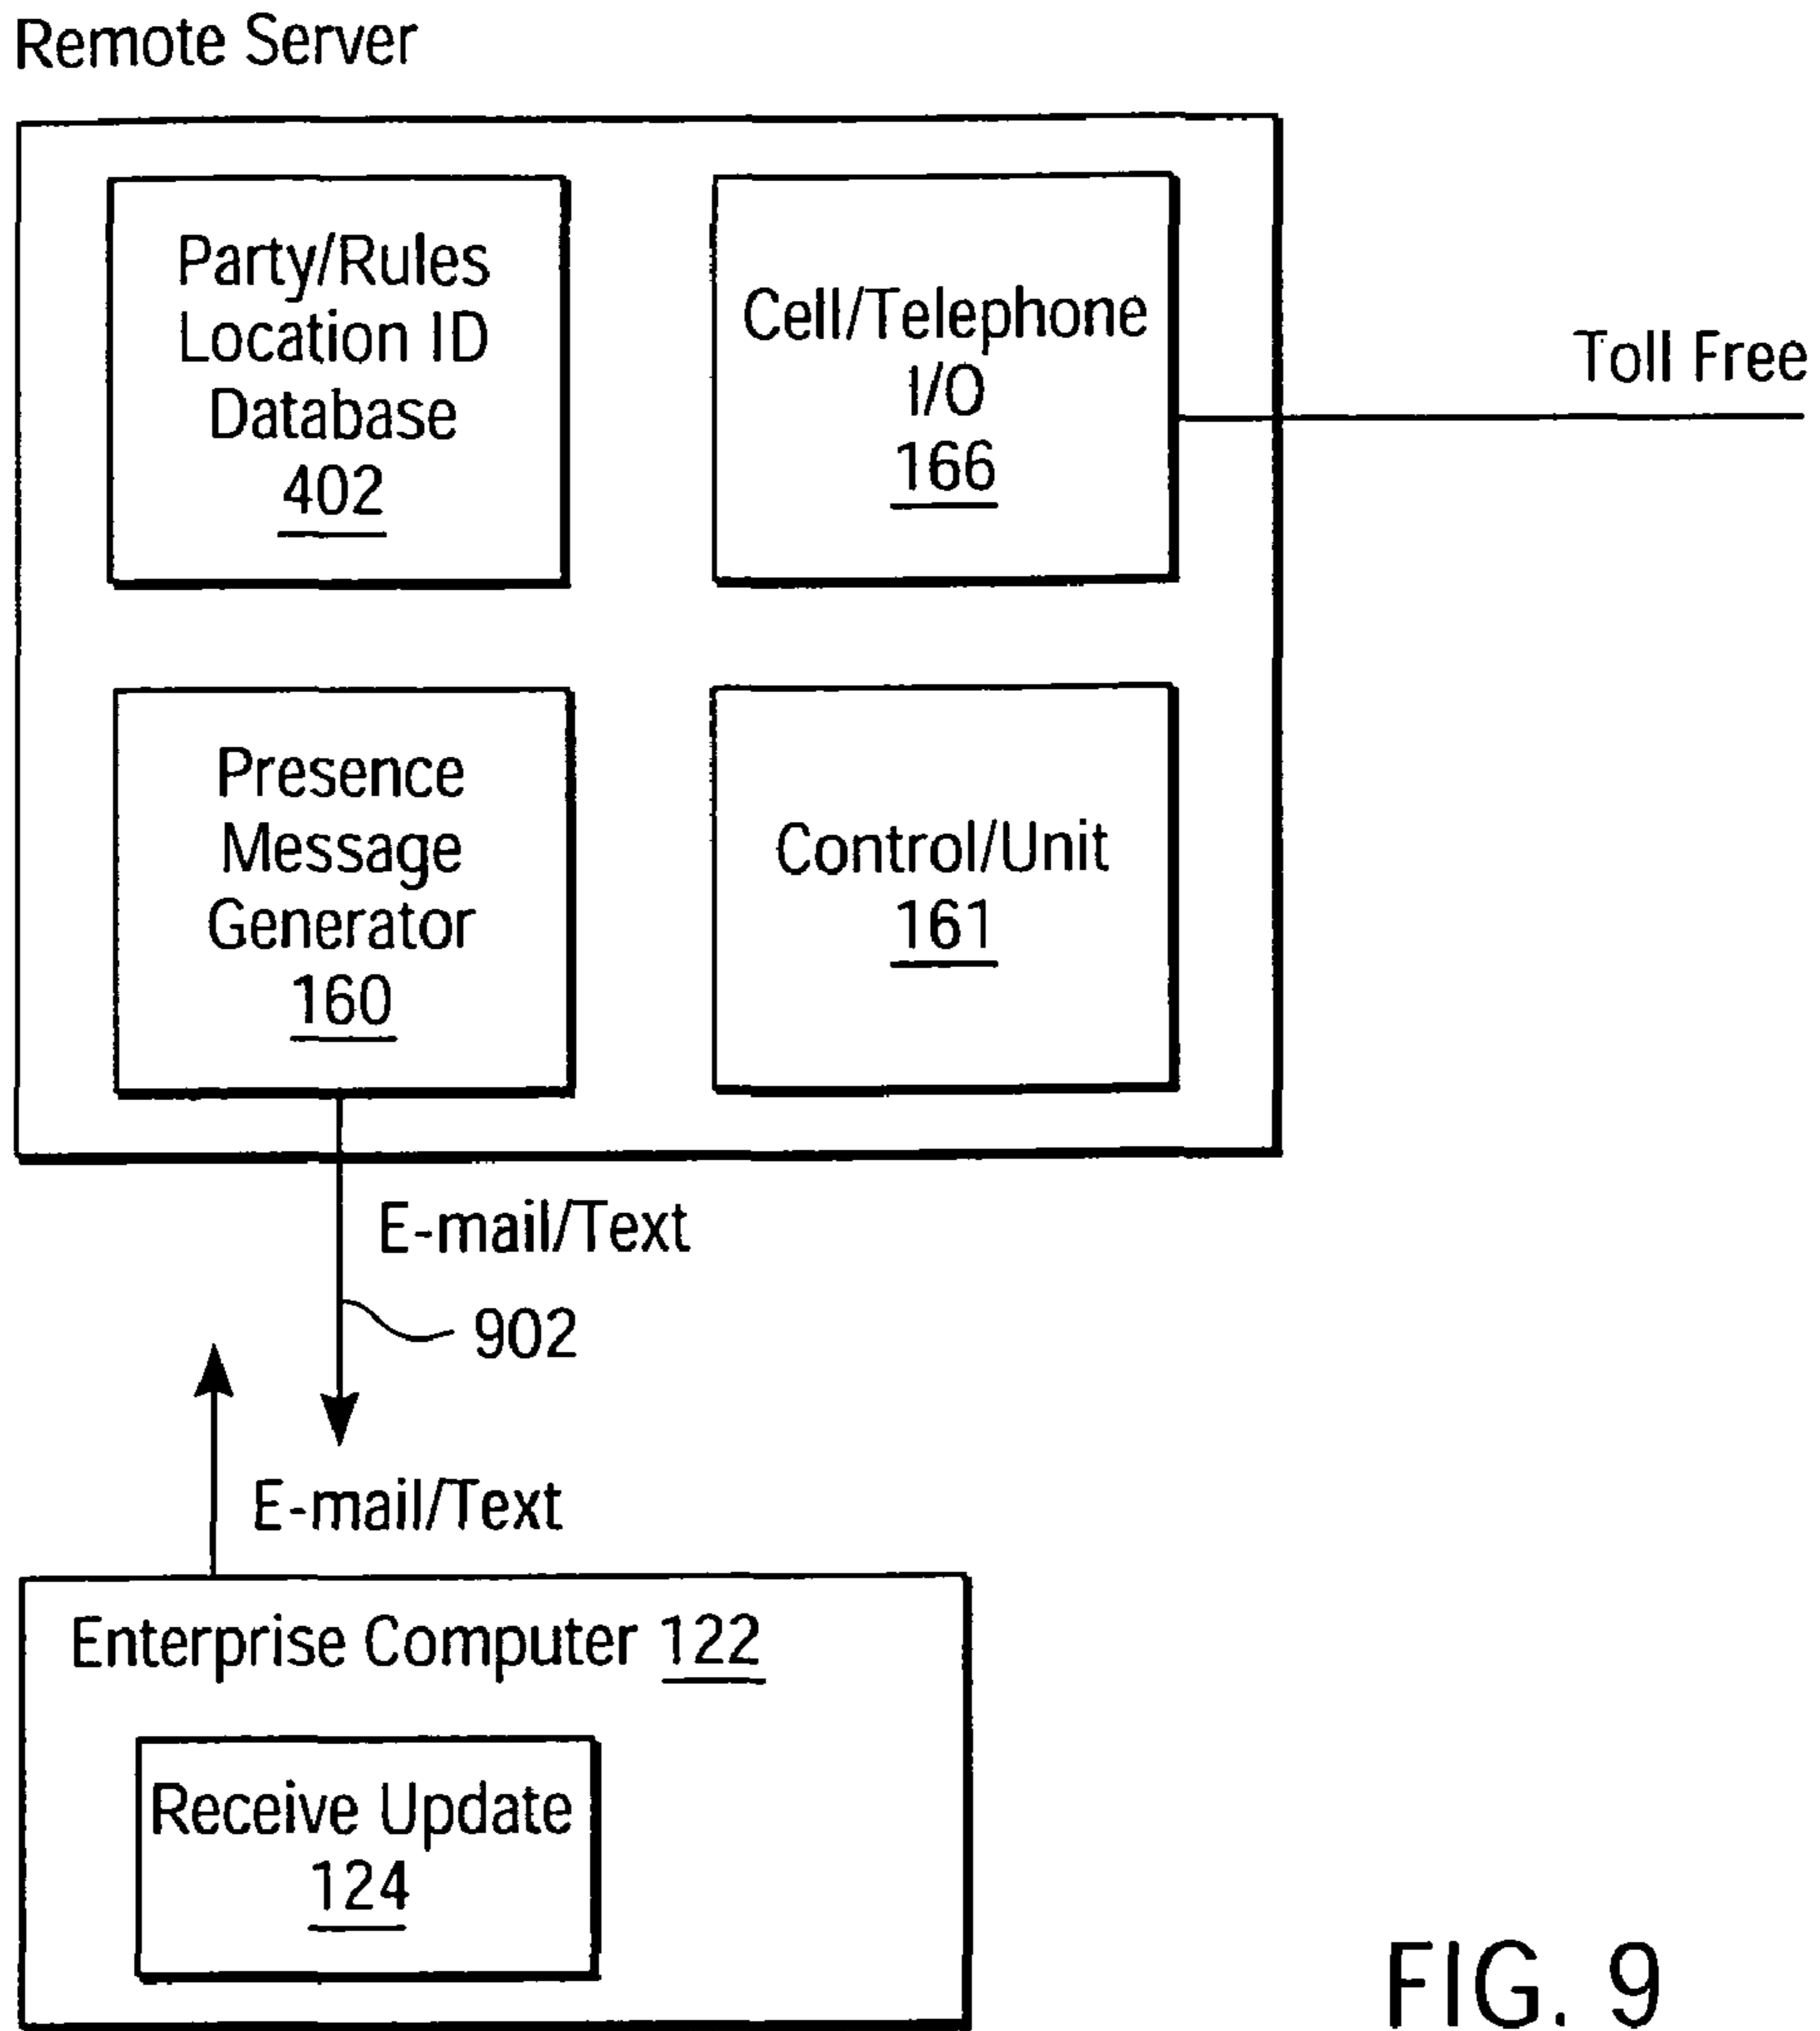 Remote Server
Party/Rules
Location ID
Database
402
Cell/Telephone
I/O
166
Toll Free
Presence
Message
Generator
160
Control/Unit
161
E-mail/Text
902
E-mail/Text
Enterprise Computer 122
Receive Update
124
FIG. 9